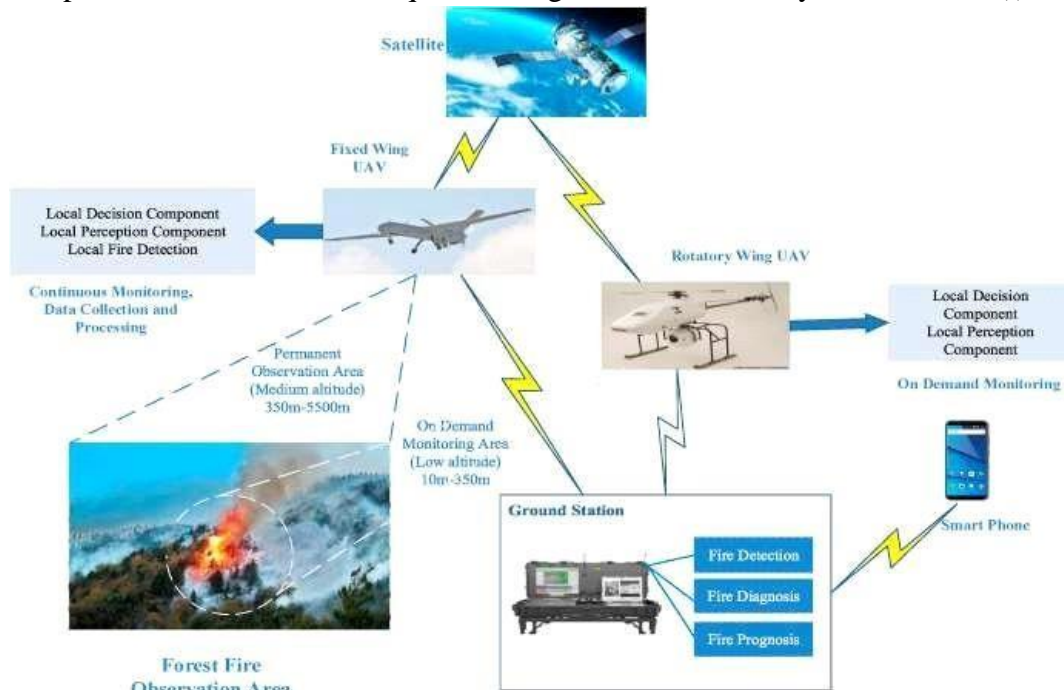 Satellite
Fixed Wing
UAV
Local Decision Component
Local Perception Component
Local Fire Detection
Continuous Monitoring,
Data Collection and
Processing
Rotatory Wing UAV
Local Decision
Component
Local Perception
Component
On Demand Monitoring
Permanent
Observation Area
(Medium altitude)
350m-5500m
On Demand
Monitoring Area
(Low altitude)
10m-350m
Ground Station
Fire Detection
Fire Diagnosis
Fire Prognosis
Smart Phone
Forest Fire
Observation Area